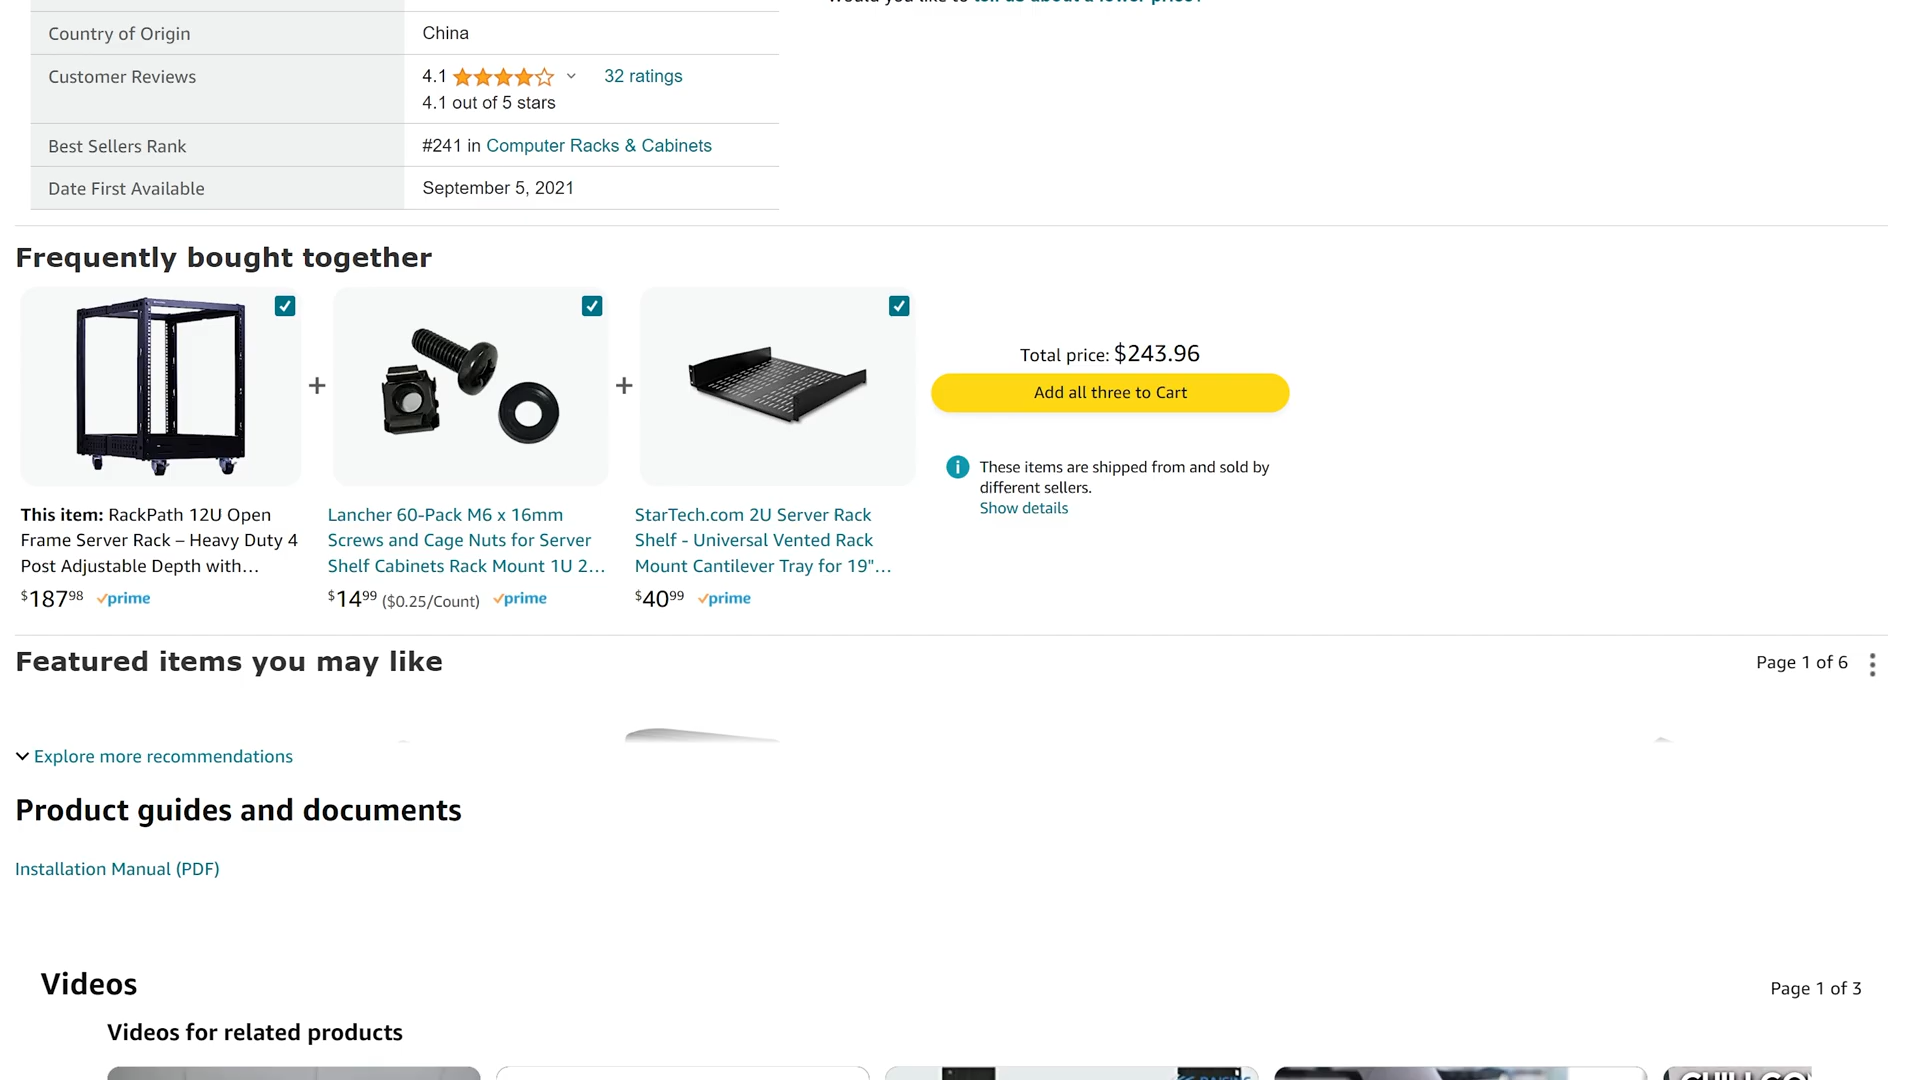 tell us about a lower price?
Country of Origin
China
Customer Reviews
4.1
32 ratings
4.1 out of 5 stars
Best Sellers Rank
#241 in Computer Racks & Cabinets
Date First Available
September 5, 2021
Frequently bought together
+
+
This item: RackPath 12U Open
Frame Server Rack – Heavy Duty 4
Post Adjustable Depth with…
$18798 prime
Lancher 60-Pack M6 x 16mm
Screws and Cage Nuts for Server
Shelf Cabinets Rack Mount 1U 2…
$1499 ($0.25/Count) prime
StarTech.com 2U Server Rack
Shelf - Universal Vented Rack
Mount Cantilever Tray for 19"…
$4099 prime
Total price: $243.96
Add all three to Cart
i These items are shipped from and sold by
different sellers.
Show details
Featured items you may like
Page 1 of 6
Explore more recommendations
Product guides and documents
Installation Manual (PDF)
Videos
Page 1 of 3
Videos for related products